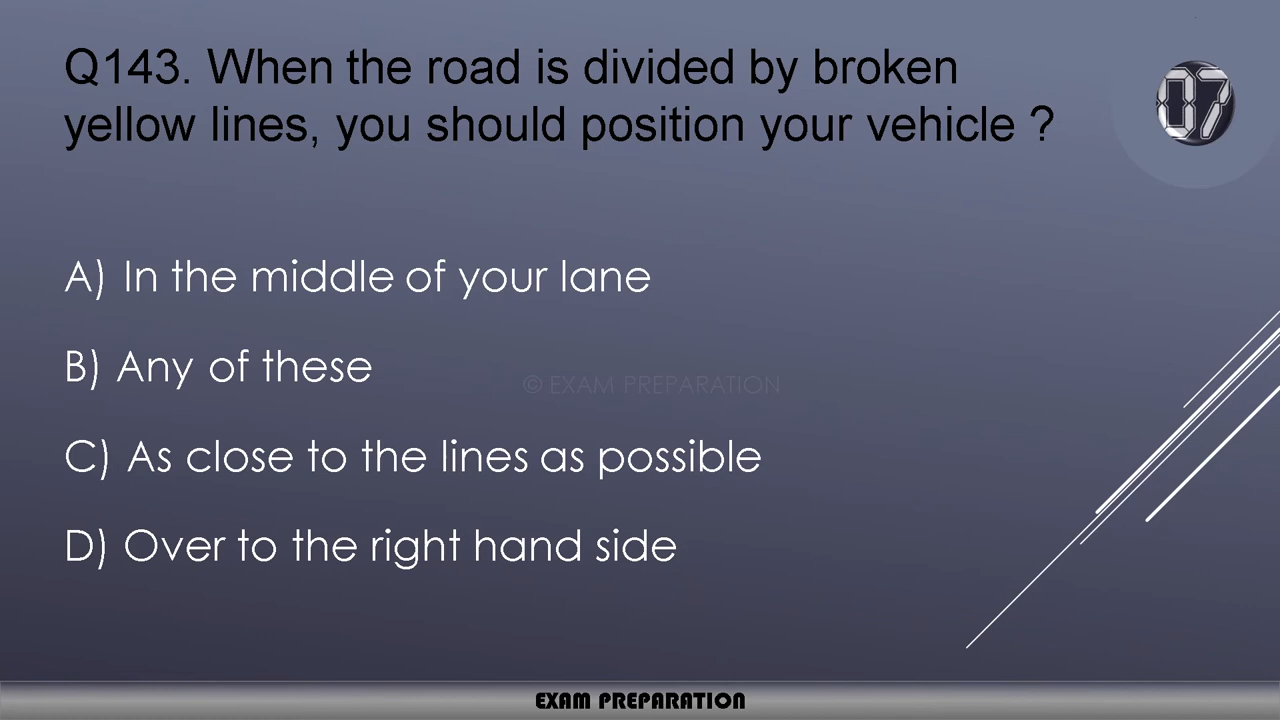 Q143. When the road is divided by broken
yellow lines, you should position your vehicle ?
07
A) In the middle of your lane
B) Any of these
© EXAM PREPARATION
C) As close to the lines as possible
D) Over to the right hand side
EXAM PREPARATION